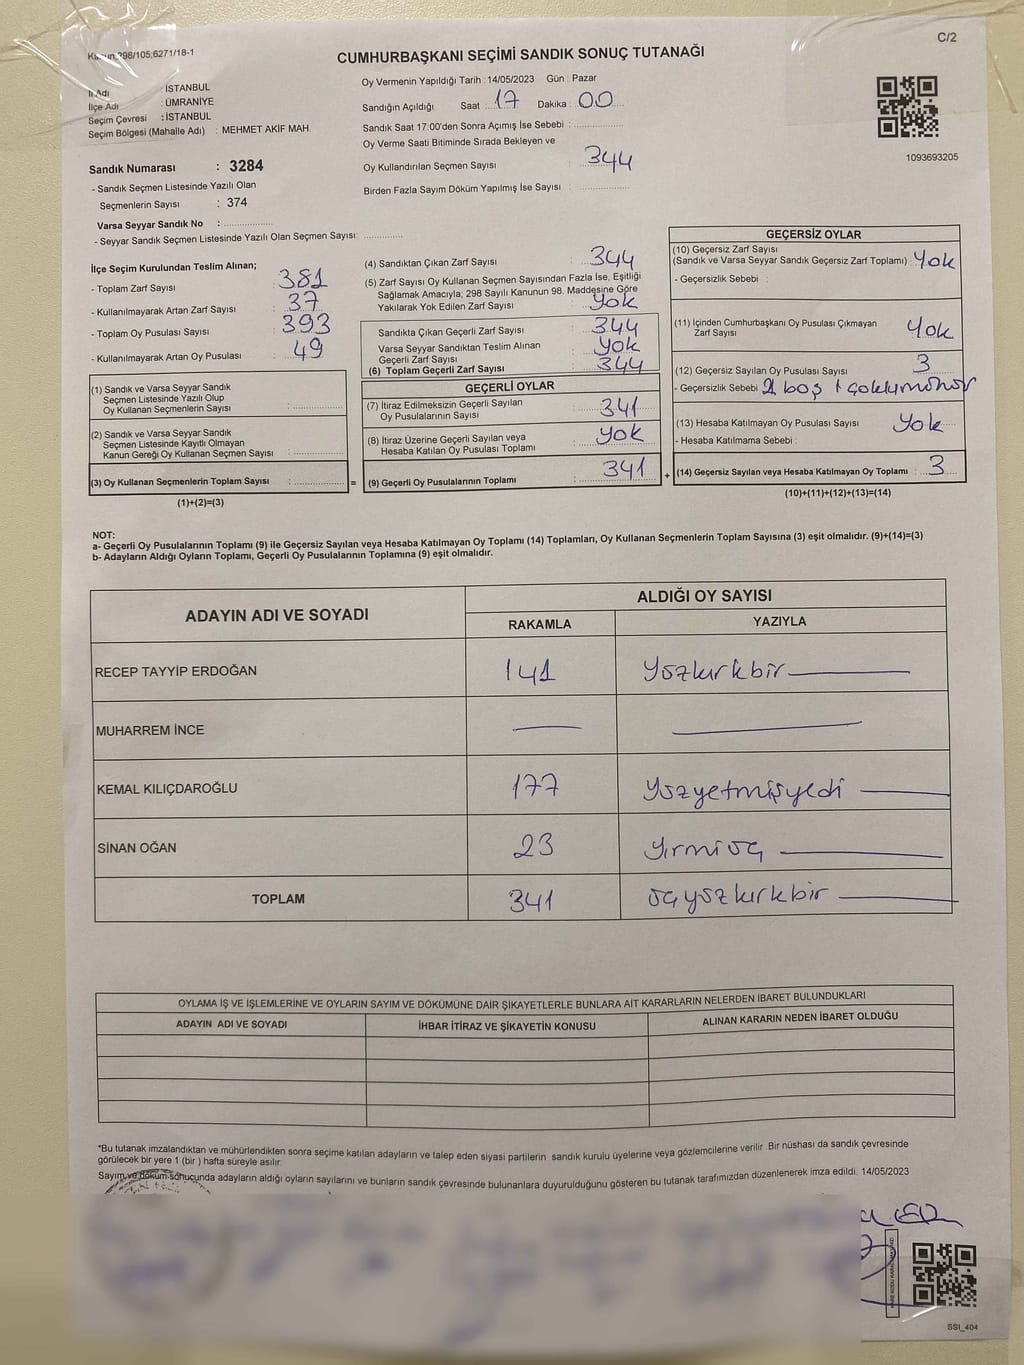 Kanun:298/105;6271/18-1
C/2
CUMHURBAŞKANI SEÇİMİ SANDIK SONUÇ TUTANAĞI
İl Adı : İSTANBUL
İlçe Adı : ÜMRANİYE
Seçim Çevresi : İSTANBUL
Seçim Bölgesi (Mahalle Adı) : MEHMET AKİF MAH.
Sandık Numarası : 3284
- Sandık Seçmen Listesinde Yazılı Olan
Seçmenlerin Sayısı : 374
Varsa Seyyar Sandık No :
- Seyyar Sandık Seçmen Listesinde Yazılı Olan Seçmen Sayısı:
Oy Vermenin Yapıldığı Tarih : 14/05/2023 Gün : Pazar
Sandığın Açıldığı Saat : 17 Dakika : 00
Sandık Saat 17:00'den Sonra Açımış İse Sebebi :
Oy Verme Saati Bitiminde Sırada Bekleyen ve
Oy Kullandırılan Seçmen Sayısı : 344
Birden Fazla Sayım Döküm Yapılmış İse Sayısı :
1093693205
İlçe Seçim Kurulundan Teslim Alınan;
- Toplam Zarf Sayısı : 381
- Kullanılmayarak Artan Zarf Sayısı : 37
- Toplam Oy Pusulası Sayısı : 393
- Kullanılmayarak Artan Oy Pusulası : 49
(1) Sandık ve Varsa Seyyar Sandık
Seçmen Listesinde Yazılı Olup
Oy Kullanan Seçmenlerin Sayısı :
(2) Sandık ve Varsa Seyyar Sandık
Seçmen Listesinde Kayıtlı Olmayan
Kanun Gereği Oy Kullanan Seçmen Sayısı :
(3) Oy Kullanan Seçmenlerin Toplam Sayısı : =
(1)+(2)=(3)
(4) Sandıktan Çıkan Zarf Sayısı : 344
(5) Zarf Sayısı Oy Kullanan Seçmen Sayısından Fazla İse, Eşitliği
Sağlamak Amacıyla; 298 Sayılı Kanunun 98. Maddesine Göre
Yakılarak Yok Edilen Zarf Sayısı : Yok
Sandıkta Çıkan Geçerli Zarf Sayısı : 344
Varsa Seyyar Sandıktan Teslim Alınan
Geçerli Zarf Sayısı : Yok
(6) Toplam Geçerli Zarf Sayısı : 344
GEÇERLİ OYLAR
(7) İtiraz Edilmeksizin Geçerli Sayılan
Oy Pusulalarının Sayısı : 341
(8) İtiraz Üzerine Geçerli Sayılan veya
Hesaba Katılan Oy Pusulası Toplamı : Yok
(9) Geçerli Oy Pusulalarının Toplamı : 341 +
GEÇERSİZ OYLAR
(10) Geçersiz Zarf Sayısı
(Sandık ve Varsa Seyyar Sandık Geçersiz Zarf Toplamı) : Yok
- Geçersizlik Sebebi :
(11) İçinden Cumhurbaşkanı Oy Pusulası Çıkmayan
Zarf Sayısı : Yok
(12) Geçersiz Sayılan Oy Pusulası Sayısı : 3
- Geçersizlik Sebebi : boş + çoklumühür
(13) Hesaba Katılmayan Oy Pusulası Sayısı : Yok
- Hesaba Katılmama Sebebi :
(14) Geçersiz Sayılan veya Hesaba Katılmayan Oy Toplamı : 3
(10)+(11)+(12)+(13)=(14)
NOT:
a- Geçerli Oy Pusulalarının Toplamı (9) ile Geçersiz Sayılan veya Hesaba Katılmayan Oy Toplamı (14) Toplamları, Oy Kullanan Seçmenlerin Toplam Sayısına (3) eşit olmalıdır. (9)+(14)=(3)
b- Adayların Aldığı Oyların Toplamı, Geçerli Oy Pusulalarının Toplamına (9) eşit olmalıdır.
ADAYIN ADI VE SOYADI
ALDIĞI OY SAYISI
RAKAMLA YAZIYLA
RECEP TAYYİP ERDOĞAN 141 Yüzkırkbir
MUHARREM İNCE — —
KEMAL KILIÇDAROĞLU 177 Yüzyetmişyedi
SİNAN OĞAN 23 Yirmiüç
TOPLAM 341 üçyüzkırkbir
OYLAMA İŞ VE İŞLEMLERİNE VE OYLARIN SAYIM VE DÖKÜMÜNE DAİR ŞİKAYETLERLE BUNLARA AİT KARARLARIN NELERDEN İBARET BULUNDUKLARI
ADAYIN ADI VE SOYADI İHBAR İTİRAZ VE ŞİKAYETİN KONUSU ALINAN KARARIN NEDEN İBARET OLDUĞU
*Bu tutanak imzalandıktan ve mühürlendikten sonra seçime katılan adayların ve talep eden siyasi partilerin sandık kurulu üyelerine veya gözlemcilerine verilir. Bir nüshası da sandık çevresinde
görülecek bir yere 1 (bir ) hafta süreyle asılır.
Sayım ve döküm sonucunda adayların aldığı oyların sayılarını ve bunların sandık çevresinde bulunanlara duyurulduğunu gösteren bu tutanak tarafımızdan düzenlenerek imza edildi. 14/05/2023
SSI_404